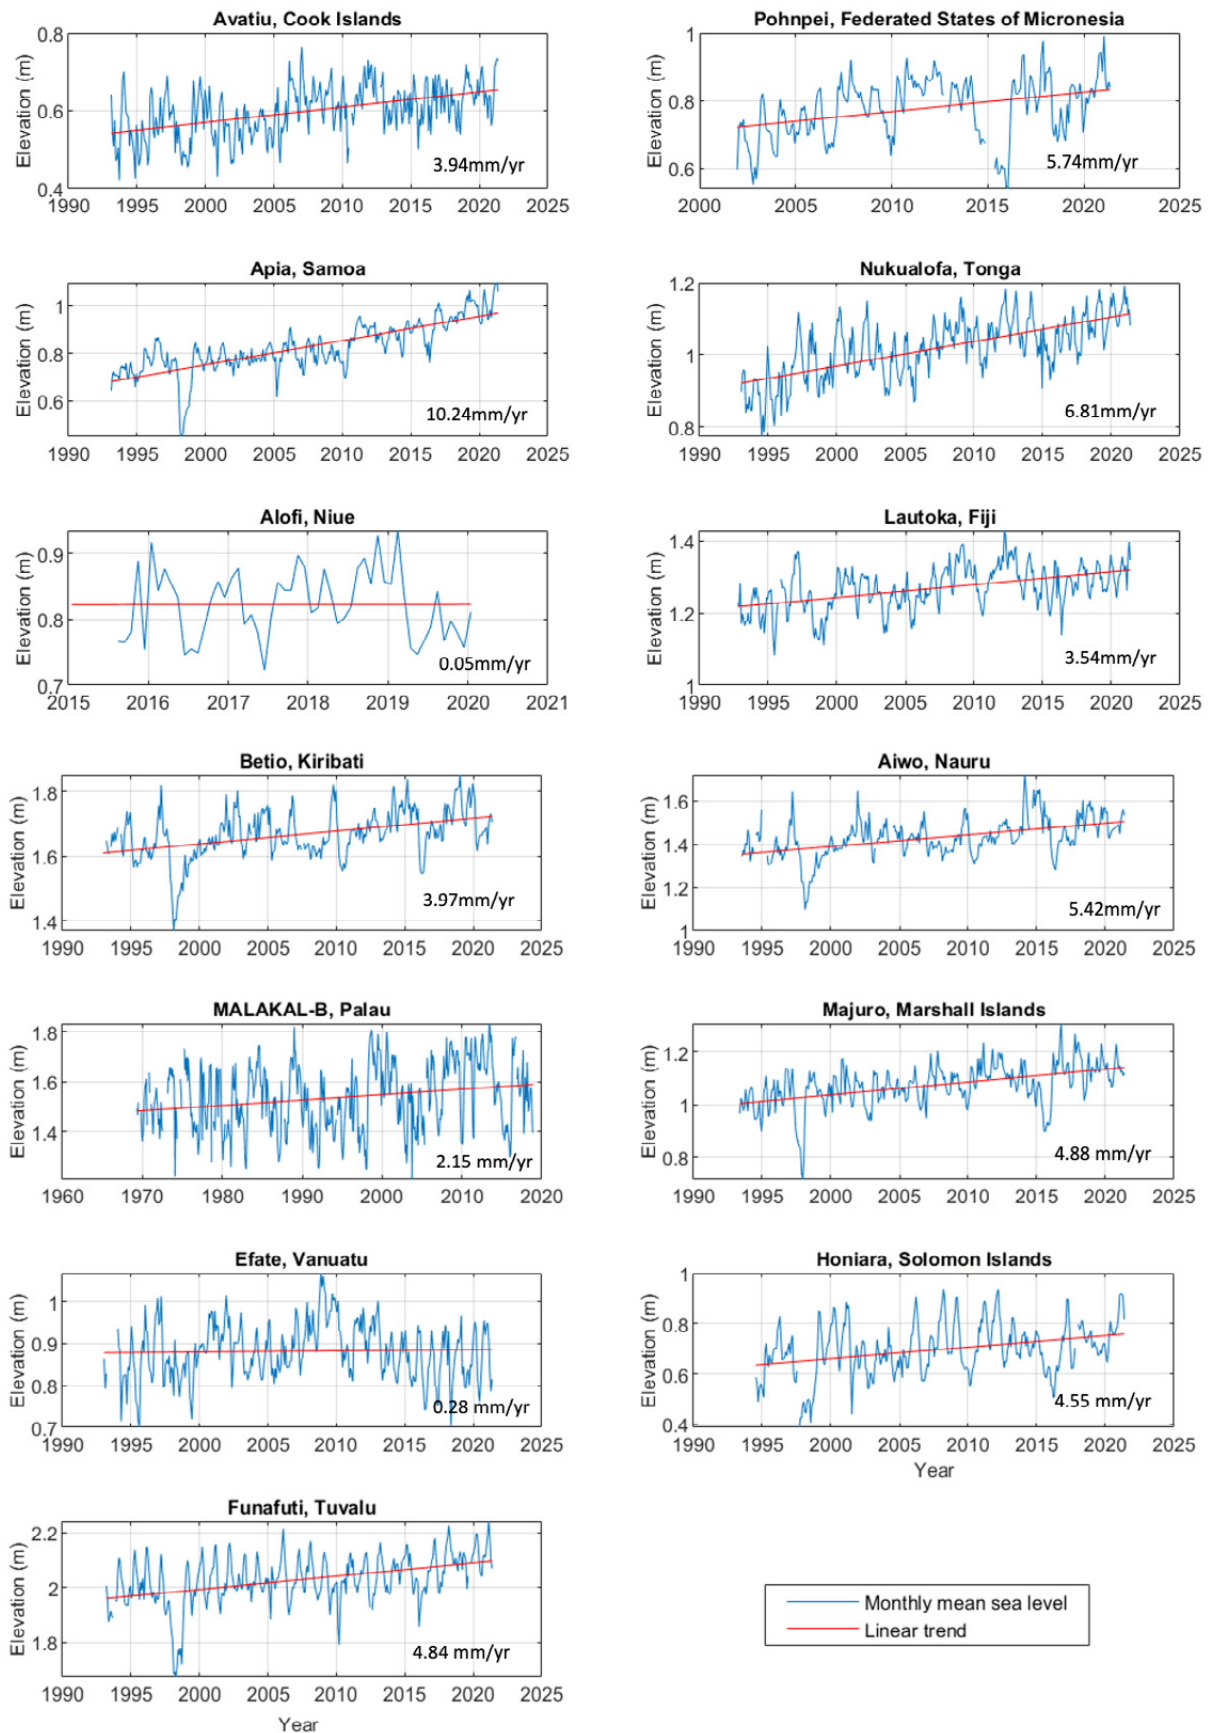 Avatiu, Cook Islands
Elevation (m)
0.8
0.6
0.4
3.94mm/yr
1990 1995 2000 2005 2010 2015 2020 2025
Pohnpei, Federated States of Micronesia
Elevation (m)
1
0.8
0.6
5.74mm/yr
2000 2005 2010 2015 2020 2025
Apia, Samoa
Elevation (m)
1
0.8
0.6
10.24mm/yr
1990 1995 2000 2005 2010 2015 2020 2025
Nukualofa, Tonga
Elevation (m)
1.2
1
0.8
6.81mm/yr
1990 1995 2000 2005 2010 2015 2020 2025
Alofi, Niue
Elevation (m)
0.9
0.8
0.7
0.05mm/yr
2015 2016 2017 2018 2019 2020 2021
Lautoka, Fiji
Elevation (m)
1.4
1.2
1
3.54mm/yr
1990 1995 2000 2005 2010 2015 2020 2025
Betio, Kiribati
Elevation (m)
1.8
1.6
1.4
3.97mm/yr
1990 1995 2000 2005 2010 2015 2020 2025
Aiwo, Nauru
Elevation (m)
1.6
1.4
1.2
1
5.42mm/yr
1990 1995 2000 2005 2010 2015 2020 2025
MALAKAL-B, Palau
Elevation (m)
1.8
1.6
1.4
2.15 mm/yr
1960 1970 1980 1990 2000 2010 2020
Majuro, Marshall Islands
Elevation (m)
1.2
1
0.8
4.88 mm/yr
1990 1995 2000 2005 2010 2015 2020 2025
Efate, Vanuatu
Elevation (m)
1
0.9
0.8
0.7
0.28 mm/yr
1990 1995 2000 2005 2010 2015 2020 2025
Honiara, Solomon Islands
Elevation (m)
1
0.8
0.6
0.4
4.55 mm/yr
1990 1995 2000 2005 2010 2015 2020 2025
Year
Funafuti, Tuvalu
Elevation (m)
2.2
2
1.8
4.84 mm/yr
1990 1995 2000 2005 2010 2015 2020 2025
Year
Monthly mean sea level
Linear trend